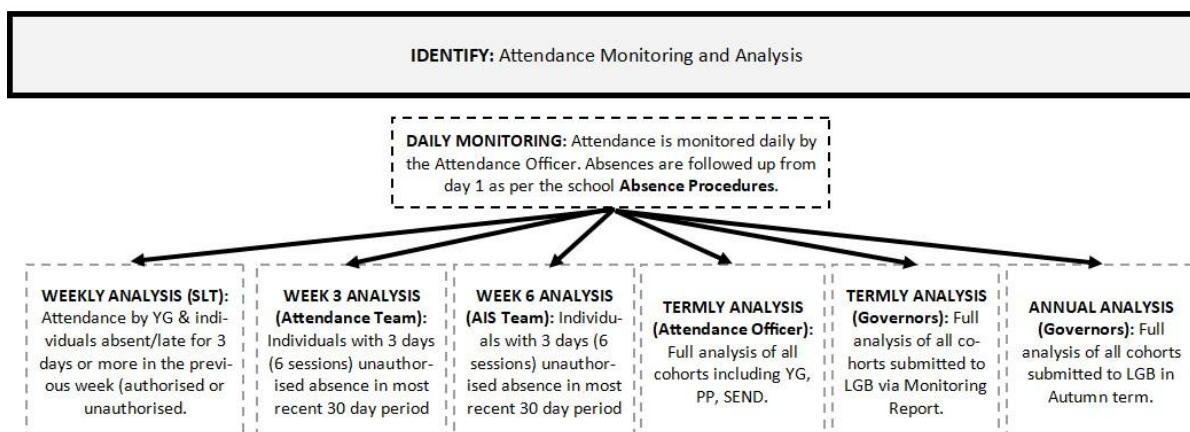 IDENTIFY: Attendance Monitoring and Analysis
DAILY MONITORING: Attendance is monitored daily by
the Attendance Officer. Absences are followed up from
day 1 as per the school Absence Procedures.
WEEKLY ANALYSIS (SLT):
Attendance by YG & indi-
viduals absent/late for 3
days or more in the previ-
ous week (authorised or
unauthorised.
WEEK 3 ANALYSIS
(Attendance Team):
Individuals with 3 days
(6 sessions) unauthor-
ised absence in most
recent 30 day period
WEEK 6 ANALYSIS
(AIS Team): Individu-
als with 3 days (6
sessions) unauthor-
ised absence in most
recent 30 day period
TERMLY ANALYSIS
(Attendance Officer):
Full analysis of all
cohorts including YG,
PP, SEND.
TERMLY ANALYSIS
(Governors): Full
analysis of all co-
horts submitted to
LGB via Monitoring
Report.
ANNUAL ANALYSIS
(Governors): Full
analysis of all cohorts
submitted to LGB in
Autumn term.